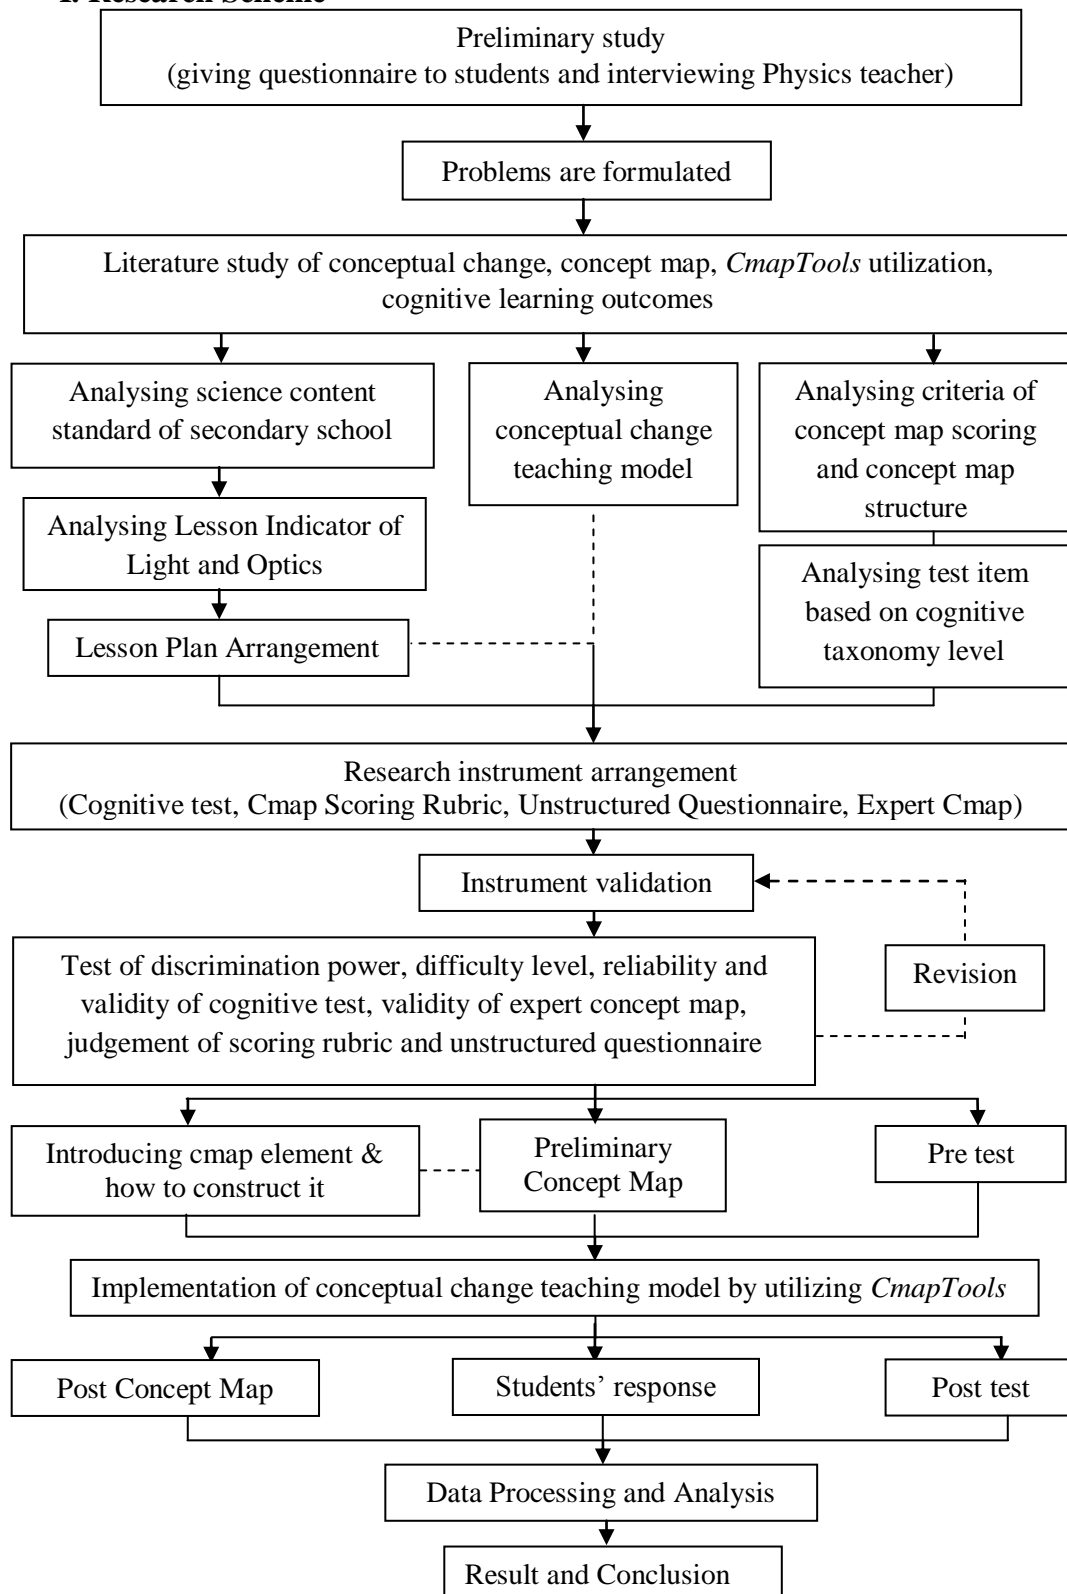 I. Research Scheme
Preliminary study
(giving questionnaire to students and interviewing Physics teacher)
Problems are formulated
Literature study of conceptual change, concept map, CmapTools utilization,
cognitive learning outcomes
Analysing science content
standard of secondary school
Analysing
conceptual change
teaching model
Analysing criteria of
concept map scoring
and concept map
structure
Analysing Lesson Indicator of
Light and Optics
Analysing test item
based on cognitive
taxonomy level
Lesson Plan Arrangement
Research instrument arrangement
(Cognitive test, Cmap Scoring Rubric, Unstructured Questionnaire, Expert Cmap)
Instrument validation
Test of discrimination power, difficulty level, reliability and
validity of cognitive test, validity of expert concept map,
judgement of scoring rubric and unstructured questionnaire
Revision
Introducing cmap element &
how to construct it
Preliminary
Concept Map
Pre test
Implementation of conceptual change teaching model by utilizing CmapTools
Post Concept Map
Students’ response
Post test
Data Processing and Analysis
Result and Conclusion